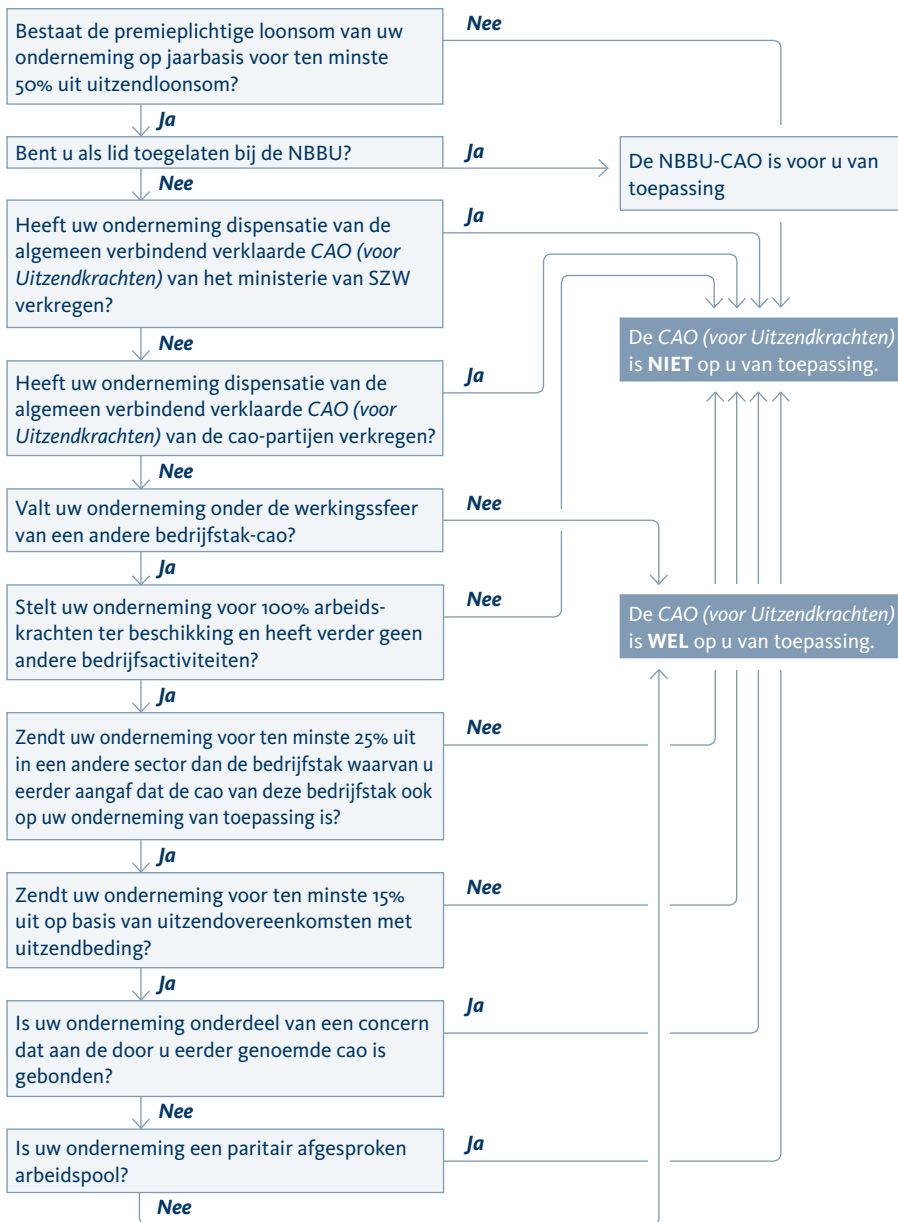 Bestaat de premieplichtige loonsom van uw
onderneming op jaarbasis voor ten minste
50% uit uitzendloonsom?
Nee
Ja
Bent u als lid toegelaten bij de NBBU?
Ja
De NBBU-CAO is voor u van
toepassing
Nee
Heeft uw onderneming dispensatie van de
algemeen verbindend verklaarde CAO (voor
Uitzendkrachten) van het ministerie van SZW
verkregen?
Ja
De CAO (voor Uitzendkrachten)
is NIET op u van toepassing.
Nee
Heeft uw onderneming dispensatie van de
algemeen verbindend verklaarde CAO (voor
Uitzendkrachten) van de cao-partijen verkregen?
Ja
Nee
Valt uw onderneming onder de werkingssfeer
van een andere bedrijfstak-cao?
Nee
Ja
Stelt uw onderneming voor 100% arbeids-
krachten ter beschikking en heeft verder geen
andere bedrijfsactiviteiten?
Nee
De CAO (voor Uitzendkrachten)
is WEL op u van toepassing.
Ja
Zendt uw onderneming voor ten minste 25% uit
in een andere sector dan de bedrijfstak waarvan u
eerder aangaf dat de cao van deze bedrijfstak ook
op uw onderneming van toepassing is?
Nee
Ja
Zendt uw onderneming voor ten minste 15%
uit op basis van uitzendovereenkomsten met
uitzendbeding?
Nee
Ja
Is uw onderneming onderdeel van een concern
dat aan de door u eerder genoemde cao is
gebonden?
Ja
Nee
Is uw onderneming een paritair afgesproken
arbeidspool?
Ja
Nee